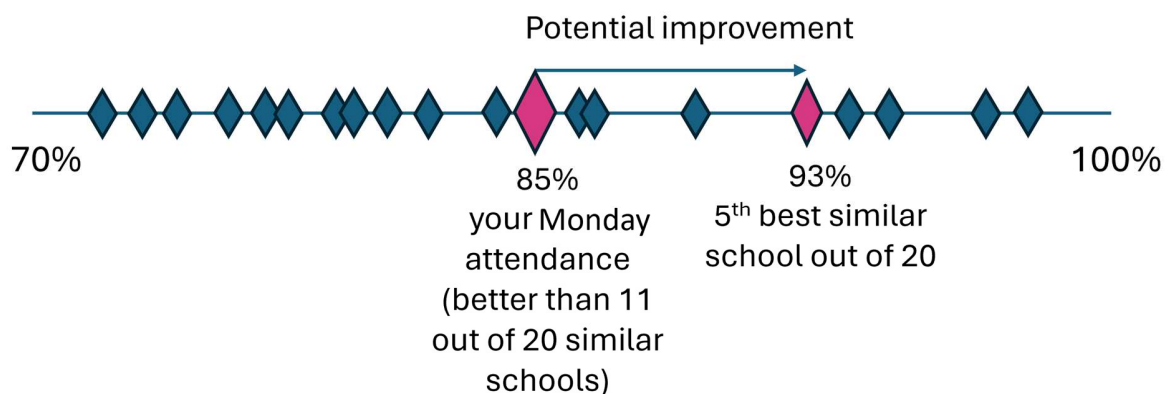 Potential improvement
70%
100%
85%
your Monday
attendance
(better than 11
out of 20 similar
schools)
93%
5th best similar
school out of 20